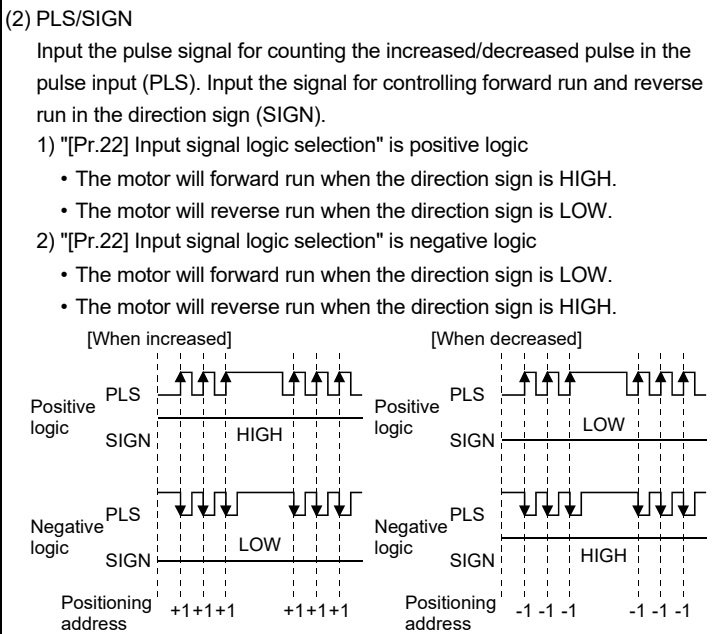 (2) PLS/SIGN
Input the pulse signal for counting the increased/decreased pulse in the
pulse input (PLS). Input the signal for controlling forward run and reverse
run in the direction sign (SIGN).
1) "[Pr.22] Input signal logic selection" is positive logic
• The motor will forward run when the direction sign is HIGH.
• The motor will reverse run when the direction sign is LOW.
2) "[Pr.22] Input signal logic selection" is negative logic
• The motor will forward run when the direction sign is LOW.
• The motor will reverse run when the direction sign is HIGH.
[When increased]
Positive
logic
PLS
SIGN
HIGH
Negative
logic
PLS
SIGN
LOW
Positioning
address
+1+1+1 +1+1+1
[When decreased]
Positive
logic
PLS
SIGN
LOW
Negative
logic
PLS
SIGN
HIGH
Positioning
address
-1 -1 -1 -1 -1 -1